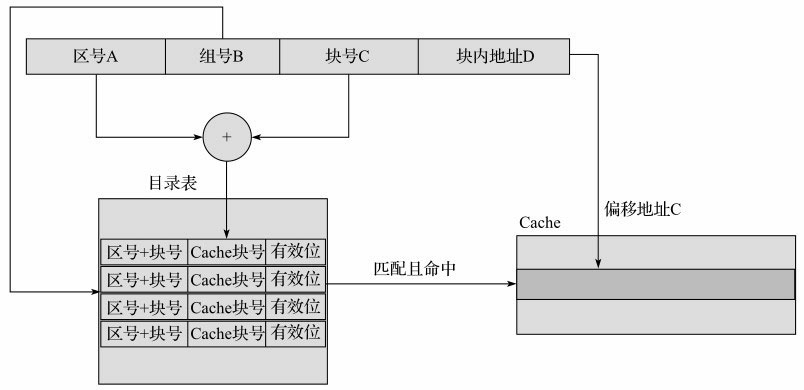 区号A 组号B 块号C 块内地址D
+
目录表
偏移地址C
Cache
区号+块号 Cache块号 有效位
匹配且命中
区号+块号 Cache块号 有效位
区号+块号 Cache块号 有效位
区号+块号 Cache块号 有效位